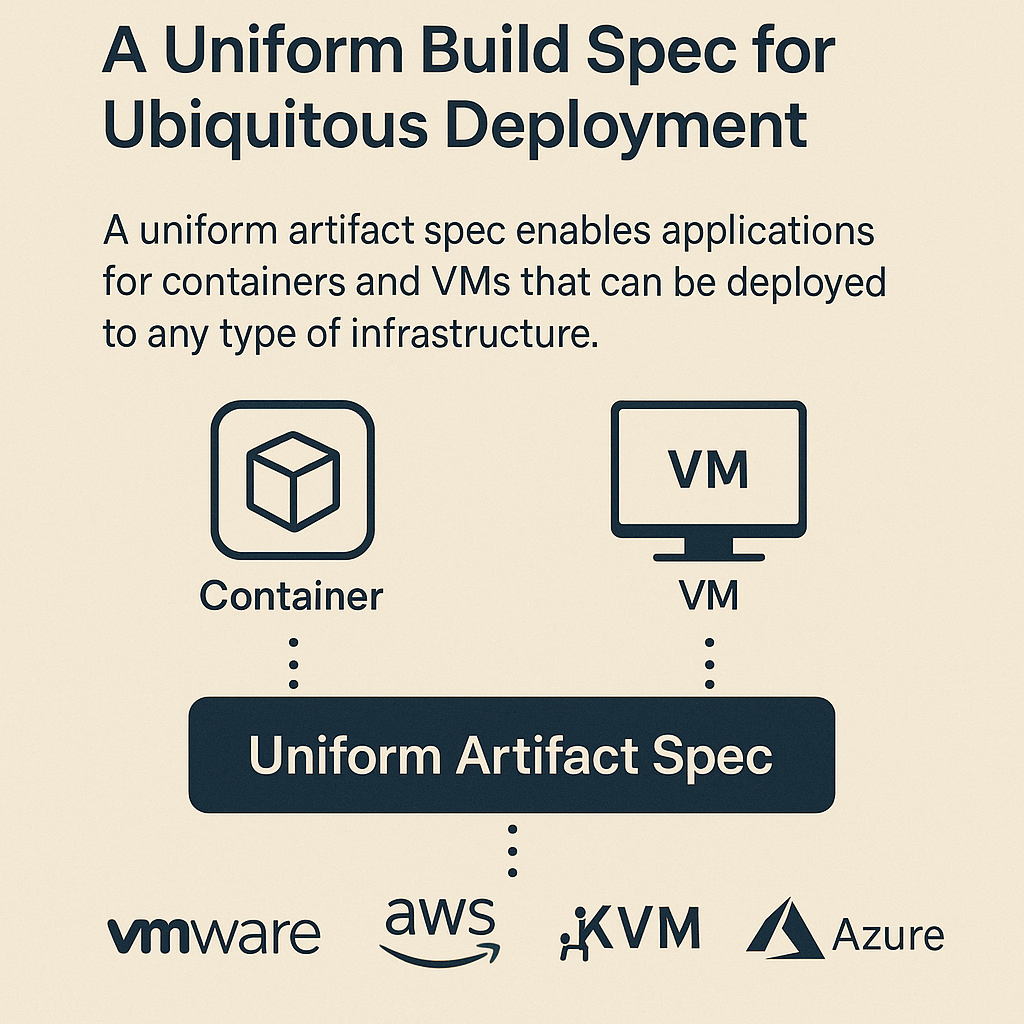 A Uniform Build Spec for
Ubiquitous Deployment
A uniform artifact spec enables applications
for containers and VMs that can be deployed
to any type of infrastructure.
VM
Container
VM
Uniform Artifact Spec
vmware
aws
KVM
Azure